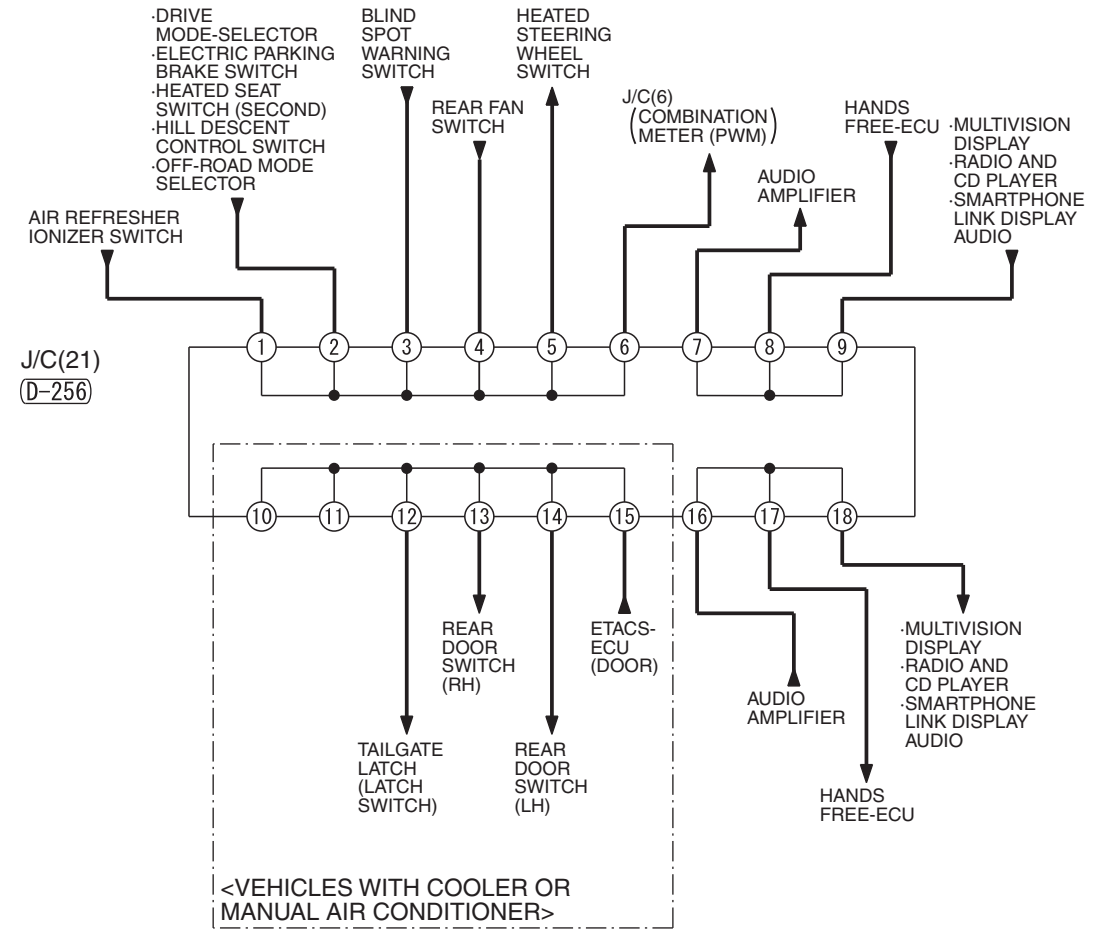 ·DRIVE
MODE-SELECTOR
·ELECTRIC PARKING
BRAKE SWITCH
·HEATED SEAT
SWITCH (SECOND)
·HILL DESCENT
CONTROL SWITCH
·OFF-ROAD MODE
SELECTOR
BLIND
SPOT
WARNING
SWITCH
HEATED
STEERING
WHEEL
SWITCH
REAR FAN
SWITCH
J/C(6)
(COMBINATION
METER (PWM))
HANDS
FREE-ECU
·MULTIVISION
DISPLAY
·RADIO AND
CD PLAYER
·SMARTPHONE
LINK DISPLAY
AUDIO
AUDIO
AMPLIFIER
AIR REFRESHER
IONIZER SWITCH
1 2 3 4 5 6 7 8 9
J/C(21)
D-256
10 11 12 13 14 15 16 17 18
REAR
DOOR
SWITCH
(RH)
ETACS-
ECU
(DOOR)
·MULTIVISION
DISPLAY
·RADIO AND
CD PLAYER
·SMARTPHONE
LINK DISPLAY
AUDIO
AUDIO
AMPLIFIER
TAILGATE
LATCH
(LATCH
SWITCH)
REAR
DOOR
SWITCH
(LH)
HANDS
FREE-ECU
<VEHICLES WITH COOLER OR
MANUAL AIR CONDITIONER>